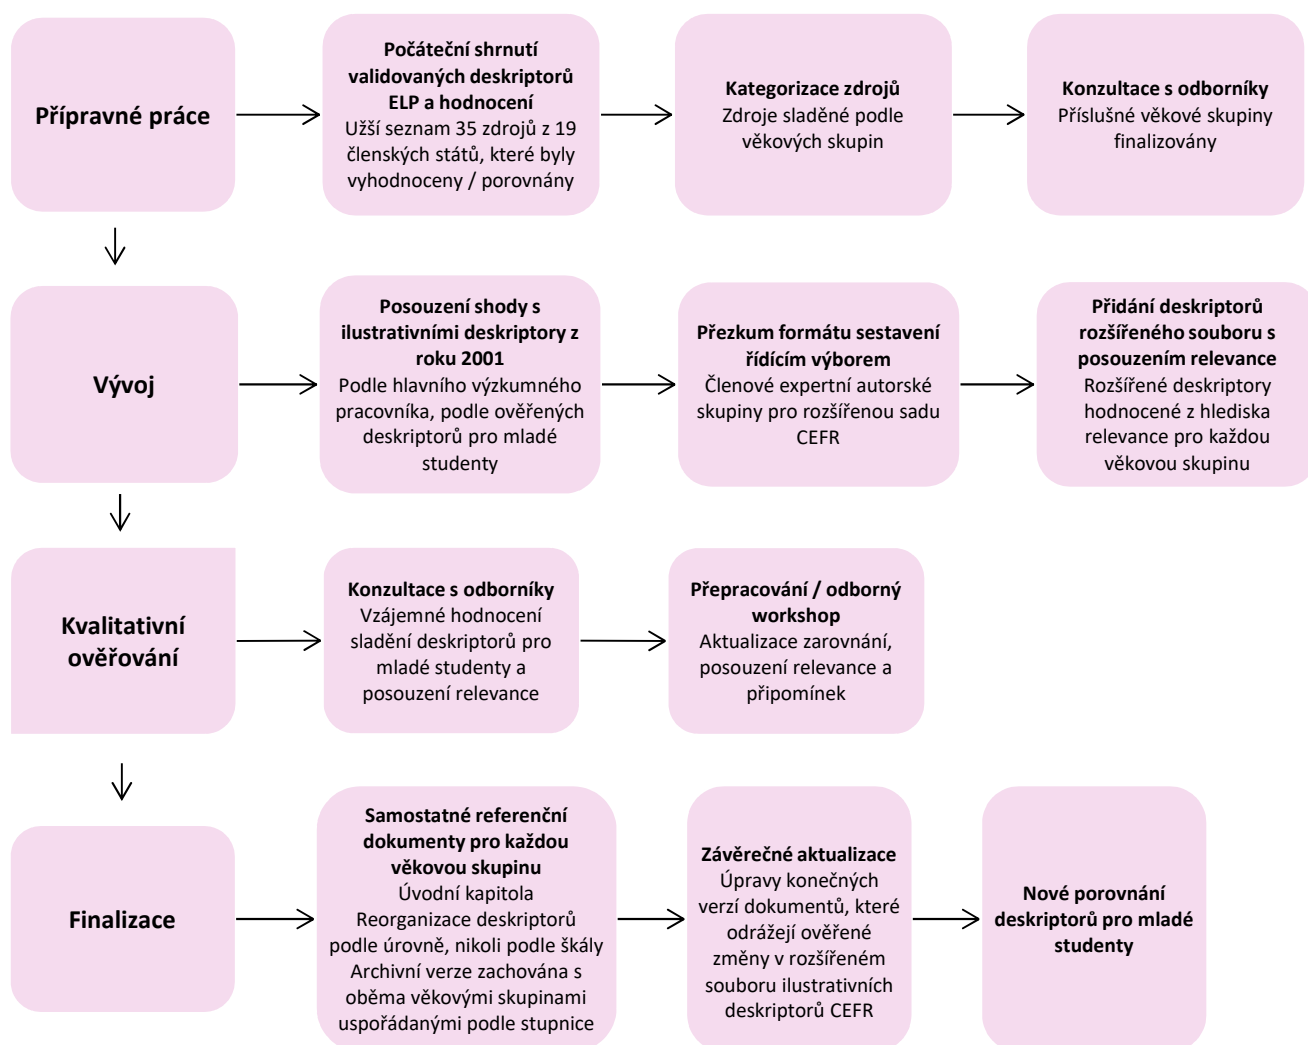 Přípravné práce
Počáteční shrnutí
validovaných deskriptorů
ELP a hodnocení
Užší seznam 35 zdrojů z 19
členských států, které byly
vyhodnoceny / porovnány
Kategorizace zdrojů
Zdroje sladěné podle
věkových skupin
Konzultace s odborníky
Příslušné věkové skupiny
finalizovány
Vývoj
Posouzení shody s
ilustrativními deskriptory z
roku 2001
Podle hlavního výzkumného
pracovníka, podle ověřených
deskriptorů pro mladé
studenty
Přezkum formátu sestavení
řídícím výborem
Členové expertní autorské
skupiny pro rozšířenou sadu
CEFR
Přidání deskriptorů
rozšířeného souboru s
posouzením relevance
Rozšířené deskriptory
hodnocené z hlediska
relevance pro každou
věkovou skupinu
Kvalitativní
ověřování
Konzultace s odborníky
Vzájemné hodnocení
sladění deskriptorů pro
mladé studenty a
posouzení relevance
Přepracování / odborný
workshop
Aktualizace zarovnání,
posouzení relevance a
připomínek
Finalizace
Samostatné referenční
dokumenty pro každou
věkovou skupinu
Úvodní kapitola
Reorganizace deskriptorů
podle úrovně, nikoli podle škály
Archivní verze zachována s
oběma věkovými skupinami
uspořádanými podle stupnice
Závěrečné aktualizace
Úpravy konečných
verzí dokumentů, které
odrážejí ověřené
změny v rozšířeném
souboru ilustrativních
deskriptorů CEFR
Nové porovnání
deskriptorů pro mladé
studenty